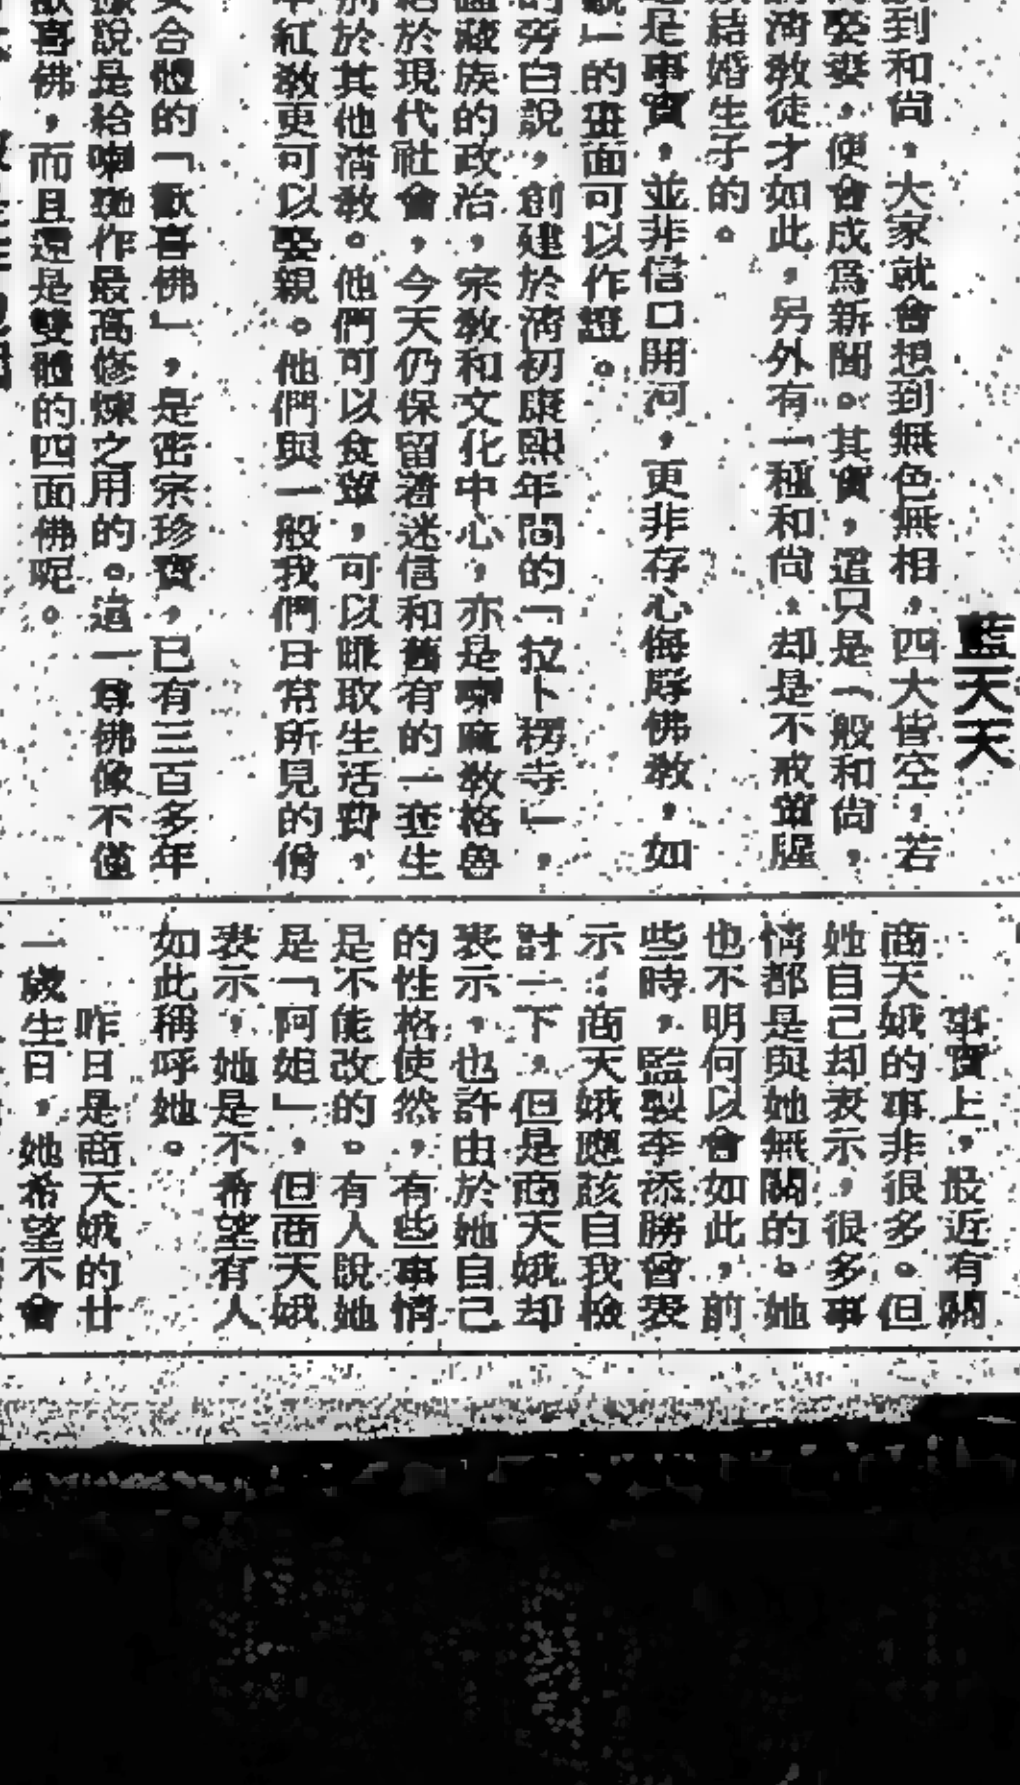 藍天天
到和尙，大家就會想到無色無相，四大皆空，若
娶妻，便會成爲新聞。其實，這只是一般和尙，
清敎徒才如此，另外有一種和尙，却是不戒葷腥
結婚生子的。
是事實，並非信口開河，更非存心侮辱佛敎，如
」的畫面可以作證。
的旁白說，創建於淸初康熙年間的「拉卜楞寺」，
藏族的政治，宗敎和文化中心，亦是喇嘛敎格魯
於現代社會，今天仍保留著迷信和舊有的一套生
別於其他淸敎。他們可以食葷，可以賺取生活費，
紅敎更可以娶親。他們與一般我們日常所見的僧
合體的「歡喜佛」，是密宗珍寶，已有三百多年
說是給喇嘛作最高修煉之用的。這一尊佛像不僅
歡喜佛，而且還是雙體的四面佛呢。
事實上，最近有關
商天娥的事非很多。但
她自己却表示，很多事
情都是與她無關的。她
也不明何以會如此，前
些時，監製李添勝曾表
示：商天娥應該自我檢
討一下，但是商天娥却
表示，也許由於她自己
的性格使然，有些事情
是不能改的。有人說她
是「阿姐」，但商天娥
表示，她是不希望有人
如此稱呼她。
昨日是商天娥的廿
一歲生日，她希望不會